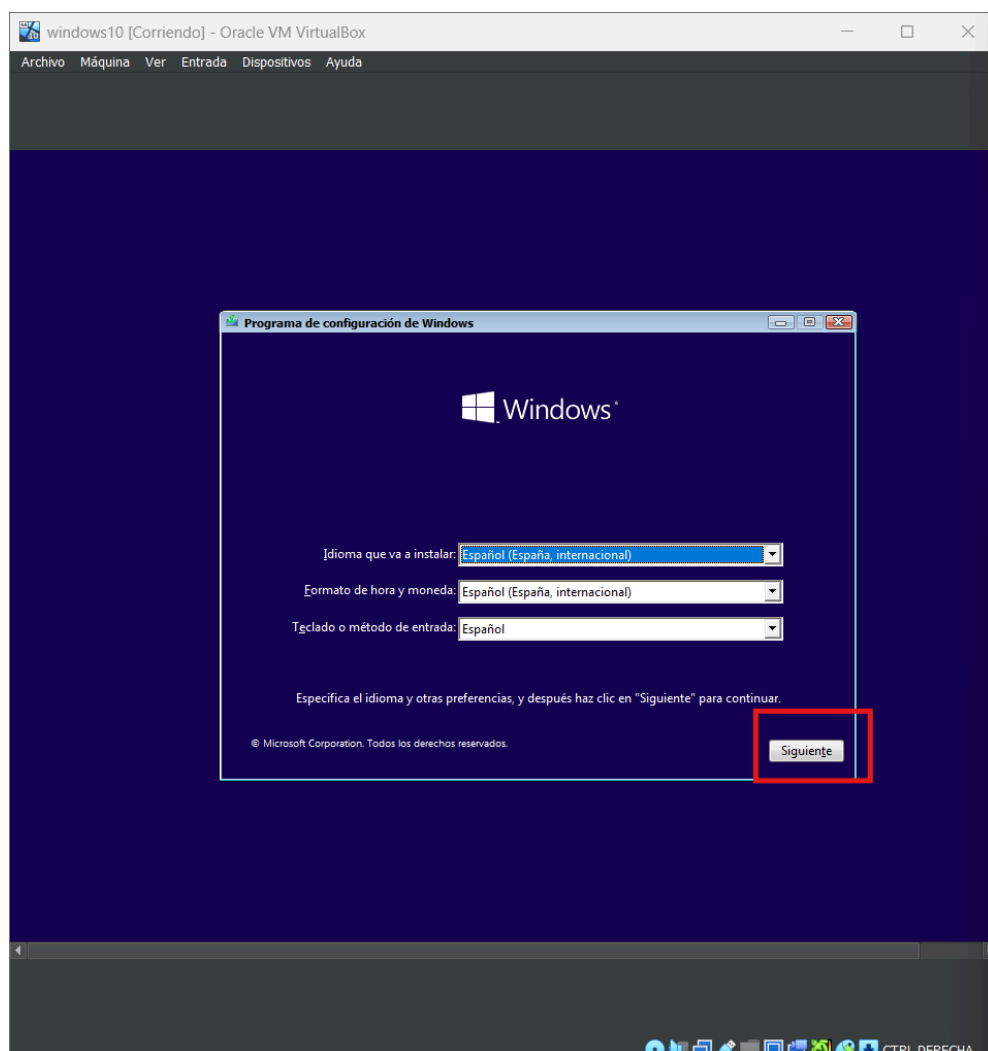 windows10 [Corriendo] - Oracle VM VirtualBox
Archivo Máquina Ver Entrada Dispositivos Ayuda
Programa de configuración de Windows
Windows
Idioma que va a instalar: Español (España, internacional)
Formato de hora y moneda: Español (España, internacional)
Teclado o método de entrada: Español
Especifica el idioma y otras preferencias, y después haz clic en "Siguiente" para continuar.
© Microsoft Corporation. Todos los derechos reservados.
Siguiente
CTRL DERECHA